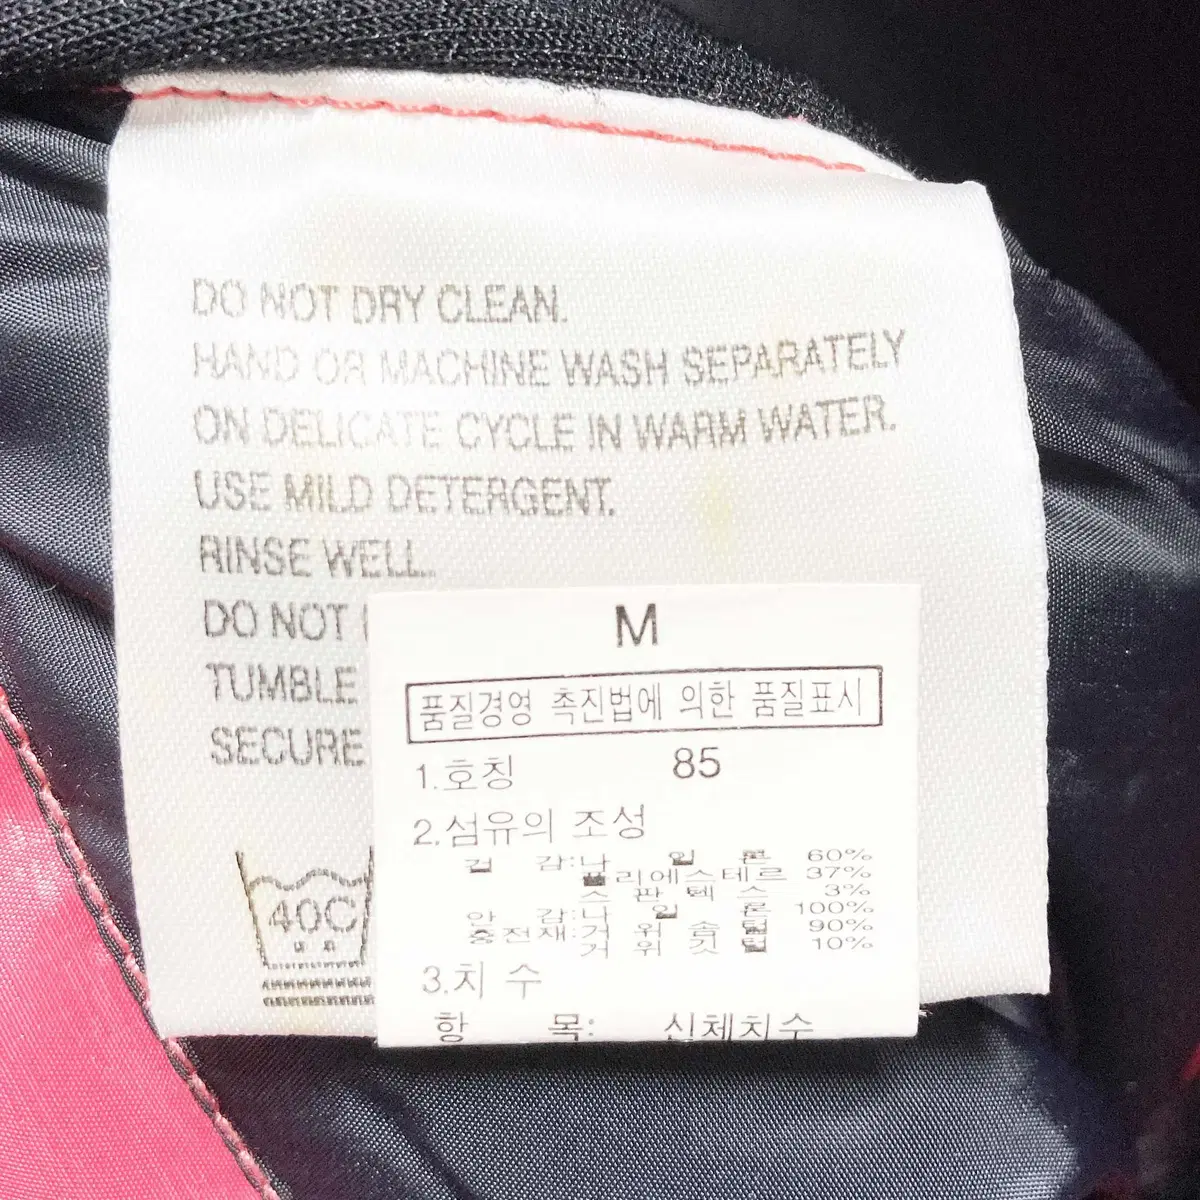 DO NOT DRY CLEAN.
HAND OR MACHINE WASH SEPARATELY
ON DELICATE CYCLE IN WARM WATER.
USE MILD DETERGENT.
RINSE WELL.
DO NOT
TUMBLE
SECURE
40C
M
품질경영 촉진법에 의한 품질표시
1.호칭 85
2.섬유의 조성
겉 감:나 일 론 60%
폴리에스테르 37%
스 판 텍 스 3%
안 감:나 일 론 100%
충전재:거 위 솜 털 90%
거 위 깃 털 10%
3.치 수
항 목: 신체치수